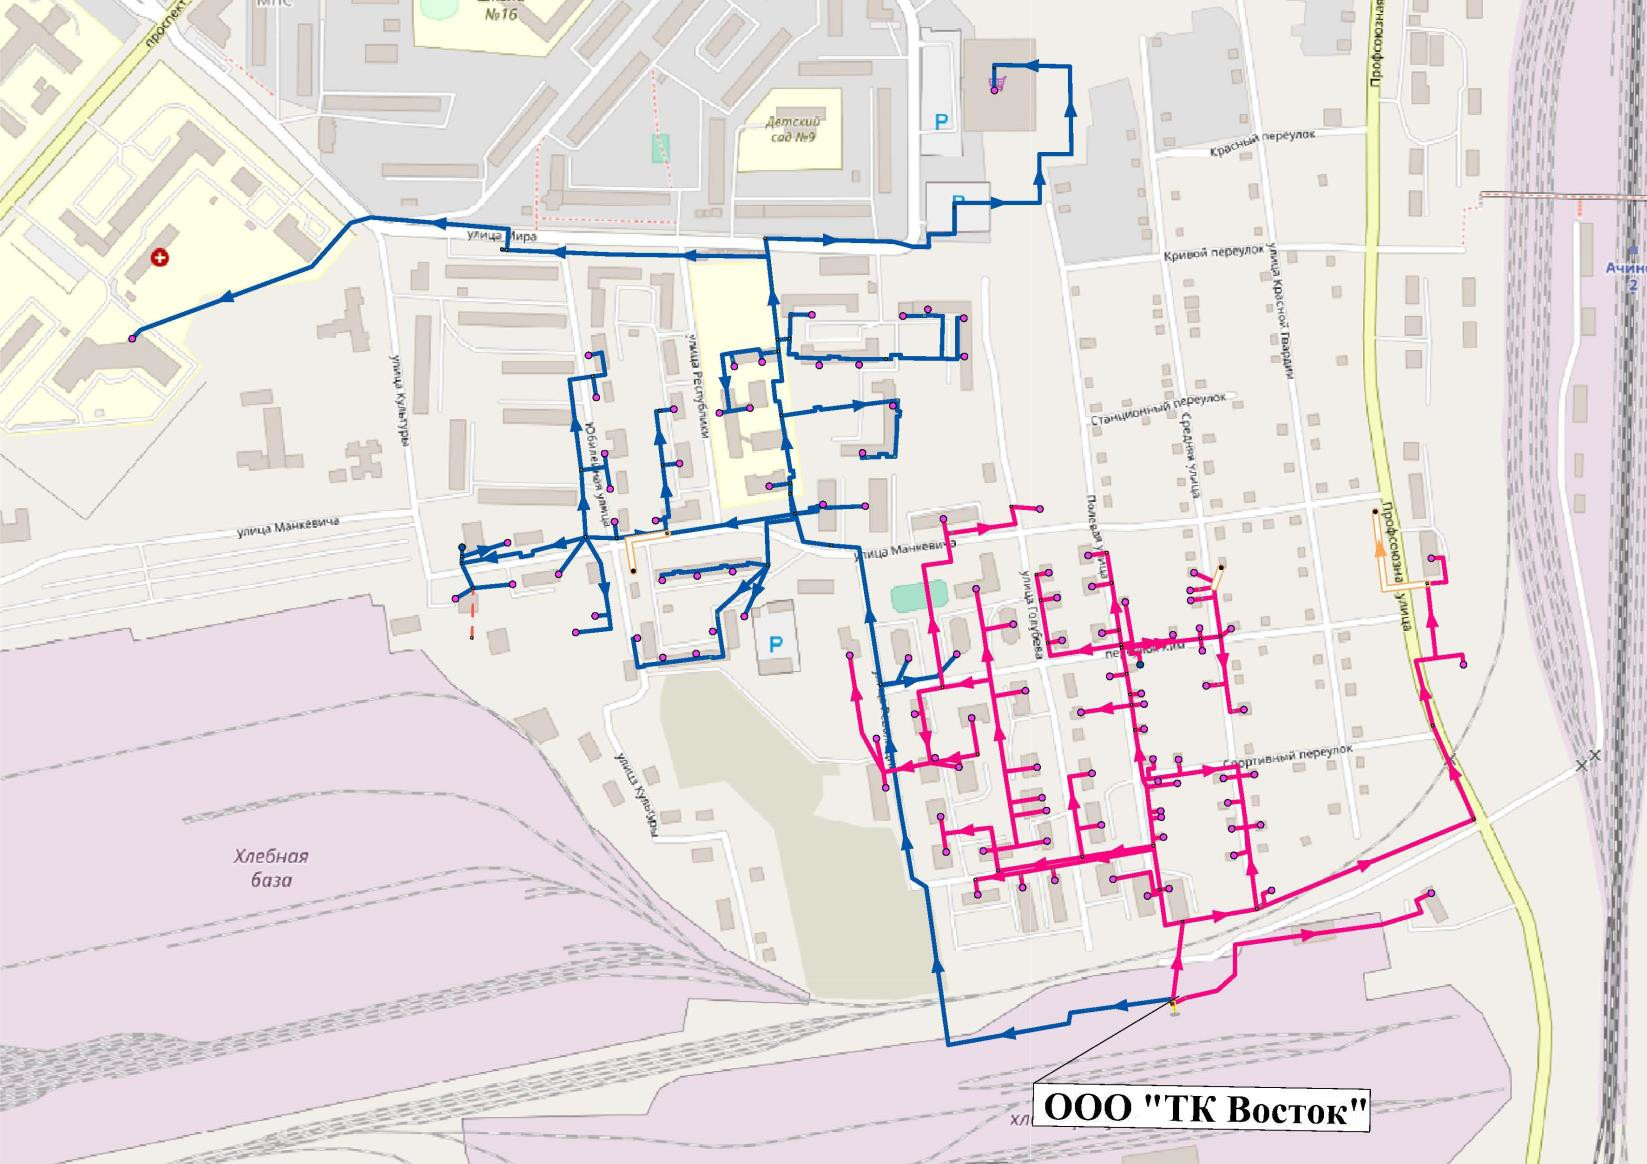 проспект
МПС
№16
Детский
сад №9
P
P
Профсоюзная
Красный переулок
улица Мира
Кривой переулок
улица Красной Гвардии
Ачинск
2
улица Культуры
улица Республики
Станционный переулок
Средняя улица
Юбилейная улица
улица Манкевича
улица Манкевича
Полевая улица
Профсоюзная улица
улица Голубева
P
Спортивный переулок
улица Культуры
Хлебная
база
ООО "ТК Восток"